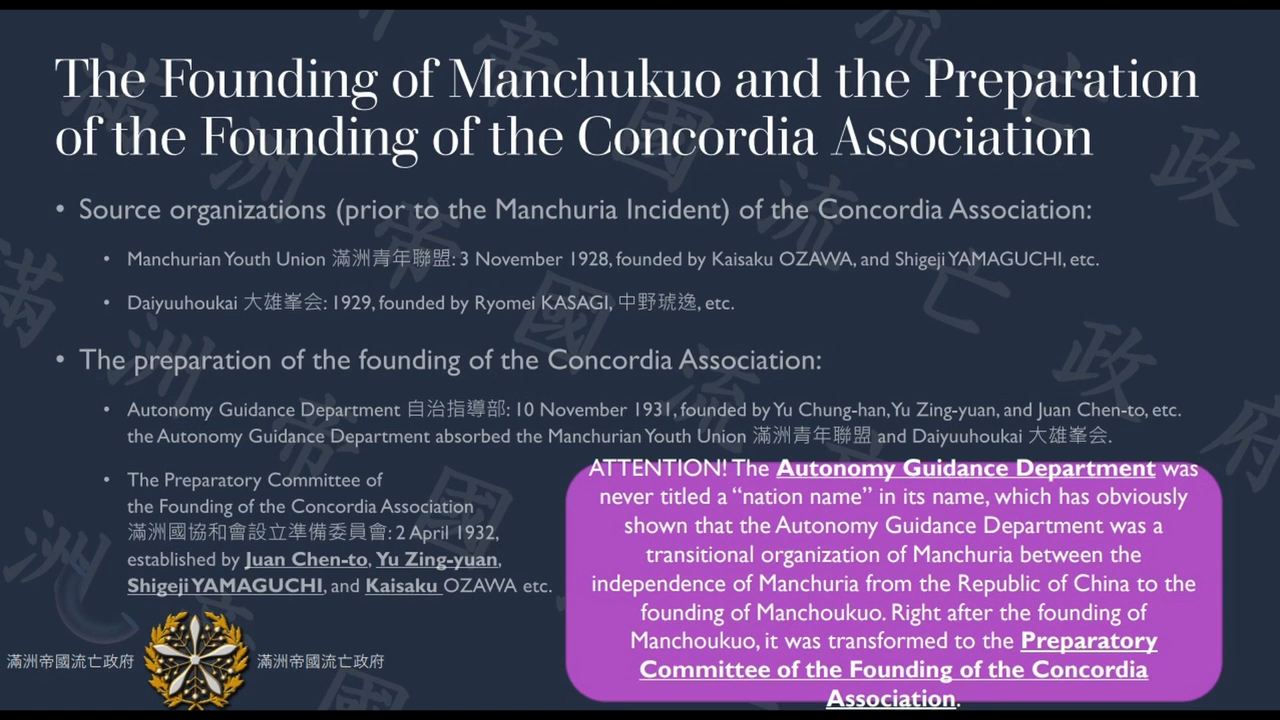 The Founding of Manchukuo and the Preparation
of the Founding of the Concordia Association
• Source organizations (prior to the Manchuria Incident) of the Concordia Association:
• Manchurian Youth Union 滿洲青年聯盟: 3 November 1928, founded by Kaisaku OZAWA, and Shigeji YAMAGUCHI, etc.
• Daiyuuhoukai 大雄峯会: 1929, founded by Ryomei KASAGI, 中野琥逸, etc.
• The preparation of the founding of the Concordia Association:
• Autonomy Guidance Department 自治指導部: 10 November 1931, founded by Yu Chung-han, Yu Zing-yuan, and Juan Chen-to, etc.
the Autonomy Guidance Department absorbed the Manchurian Youth Union 滿洲青年聯盟 and Daiyuuhoukai 大雄峯会.
• The Preparatory Committee of
the Founding of the Concordia Association
滿洲國協和會設立準備委員會: 2 April 1932,
established by Juan Chen-to, Yu Zing-yuan,
Shigeji YAMAGUCHI, and Kaisaku OZAWA etc.
ATTENTION! The Autonomy Guidance Department was
never titled a “nation name” in its name, which has obviously
shown that the Autonomy Guidance Department was a
transitional organization of Manchuria between the
independence of Manchuria from the Republic of China to the
founding of Manchoukuo. Right after the founding of
Manchoukuo, it was transformed to the Preparatory
Committee of the Founding of the Concordia
Association.
滿洲帝國流亡政府
滿洲帝國流亡政府